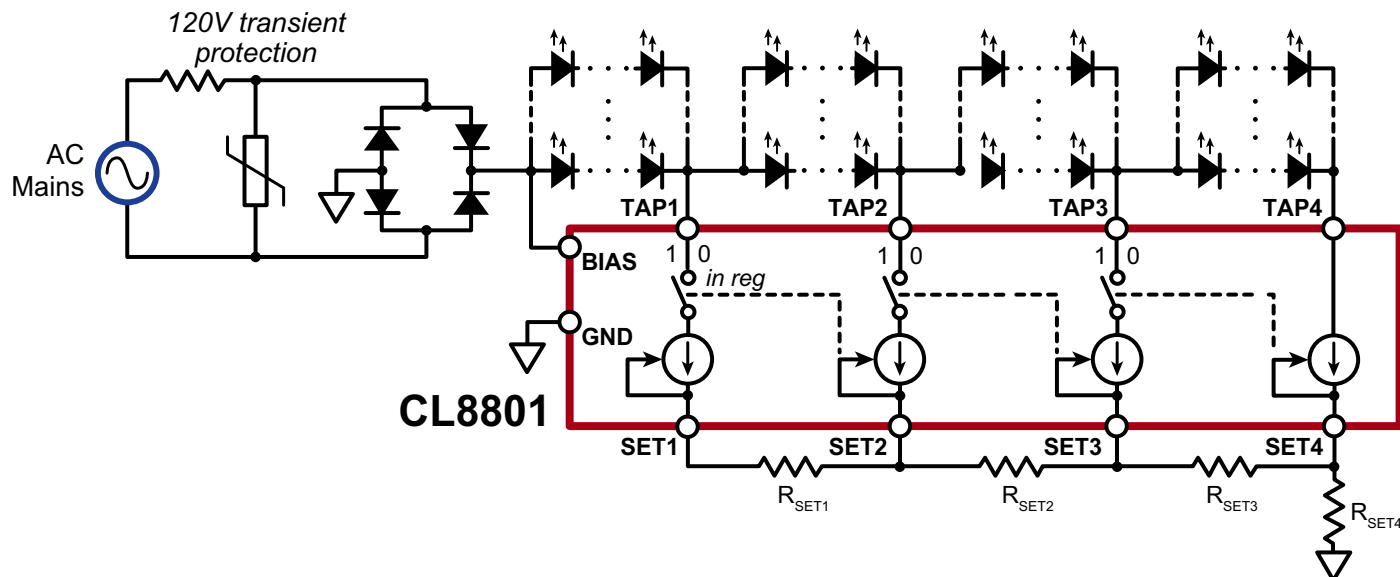 120V transient
protection
AC
Mains
TAP1
TAP2
TAP3
TAP4
BIAS
1 0
1 0
1 0
in reg
GND
CL8801
SET1
SET2
SET3
SET4
RSET1
RSET2
RSET3
RSET4